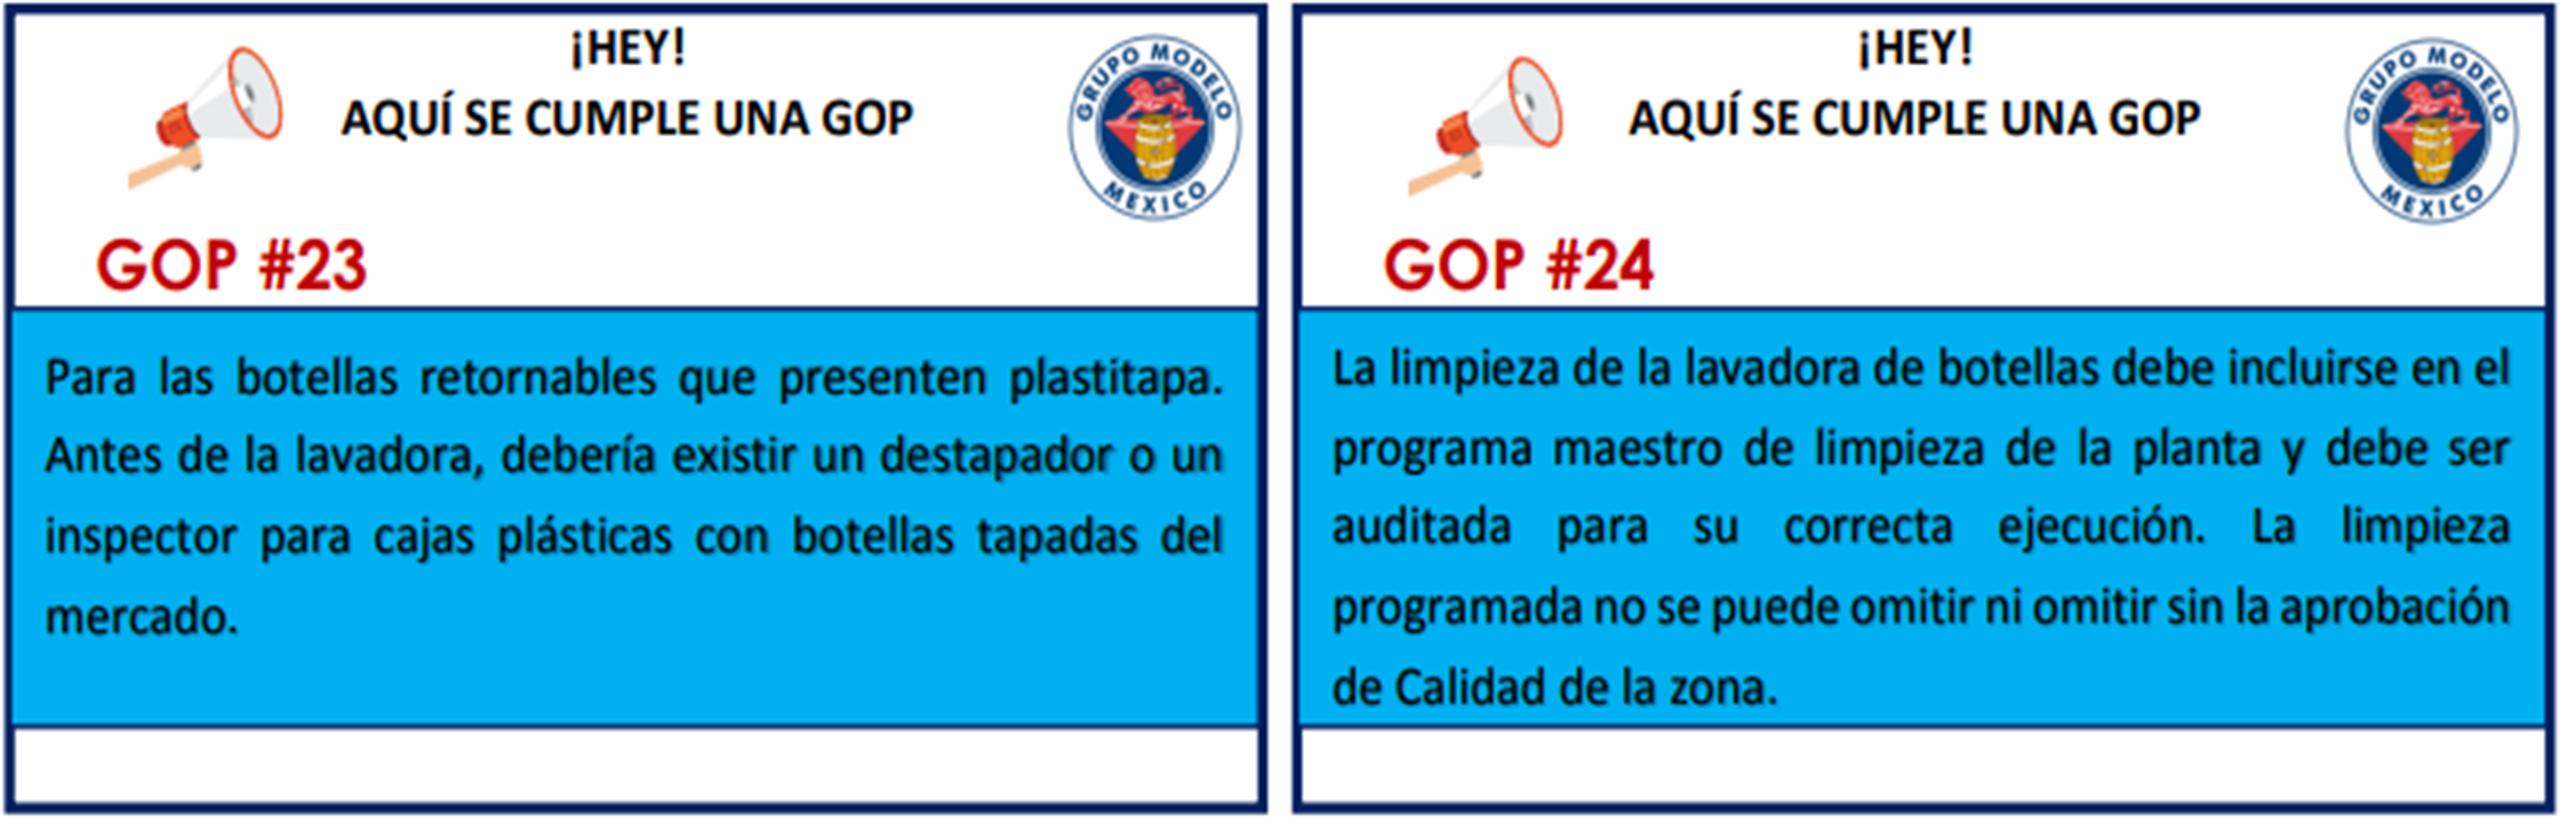 ¡HEY!
AQUÍ SE CUMPLE UNA GOP
GRUPO MODELO
MEXICO
GOP #23
Para las botellas retornables que presenten plastitapa.
Antes de la lavadora, debería existir un destapador o un
inspector para cajas plásticas con botellas tapadas del
mercado.
¡HEY!
AQUÍ SE CUMPLE UNA GOP
GRUPO MODELO
MEXICO
GOP #24
La limpieza de la lavadora de botellas debe incluirse en el
programa maestro de limpieza de la planta y debe ser
auditada para su correcta ejecución. La limpieza
programada no se puede omitir ni omitir sin la aprobación
de Calidad de la zona.